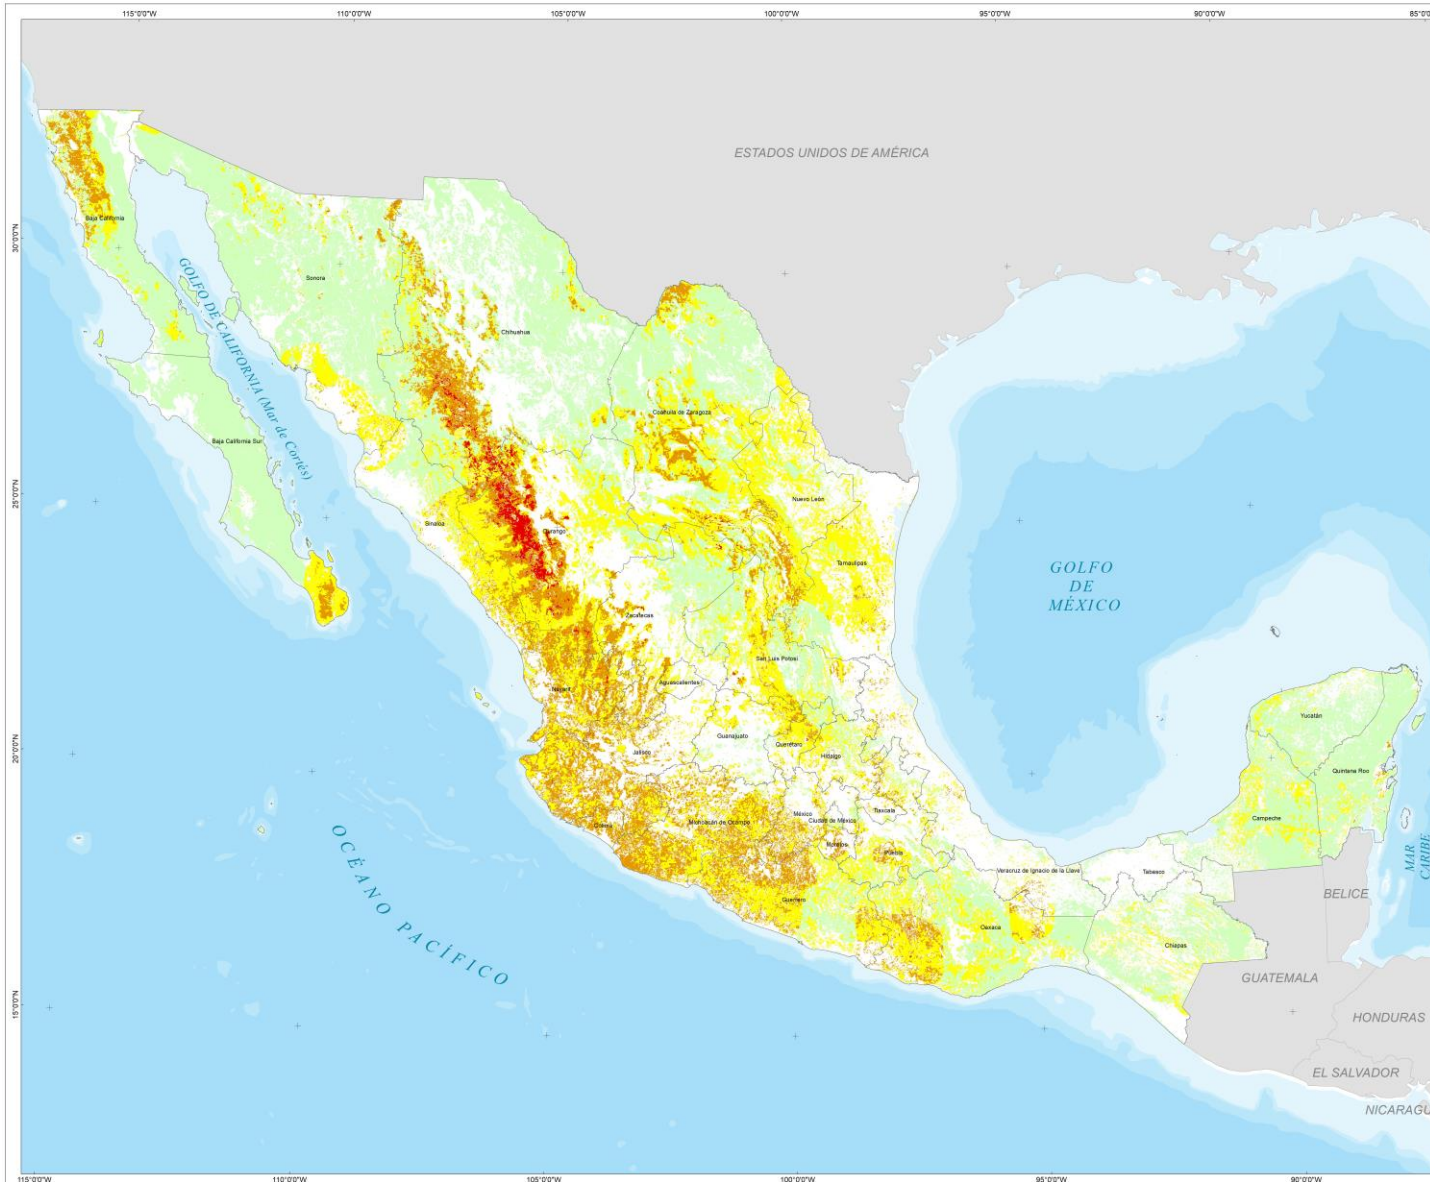 115°0'0"W 110°0'0"W 105°0'0"W 100°0'0"W 95°0'0"W 90°0'0"W 85°0'
ESTADOS UNIDOS DE AMÉRICA
Baja California
30°0'0"N
GOLFO DE CALIFORNIA (Mar de Cortés)
Sonora
Chihuahua
Coahuila de Zaragoza
Baja California Sur
25°0'0"N
Nuevo León
Sinaloa
Durango
Tamaulipas
GOLFO
DE
MÉXICO
Zacatecas
San Luis Potosí
Aguascalientes
Nayarit
Yucatán
Guanajuato
20°0'0"N
Jalisco
Querétaro
Hidalgo
Quintana Roo
México
Tlaxcala
Colima
Michoacán de Ocampo
Ciudad de México
Campeche
Morelos
Puebla
Veracruz de Ignacio de la Llave
Tabasco
MAR
CARIBE
BELICE
Guerrero
Oaxaca
Chiapas
OCÉANO PACÍFICO
GUATEMALA
15°0'0"N
HONDURAS
EL SALVADOR
NICARAGU
115°0'0"W 110°0'0"W 105°0'0"W 100°0'0"W 95°0'0"W 90°0'0"W